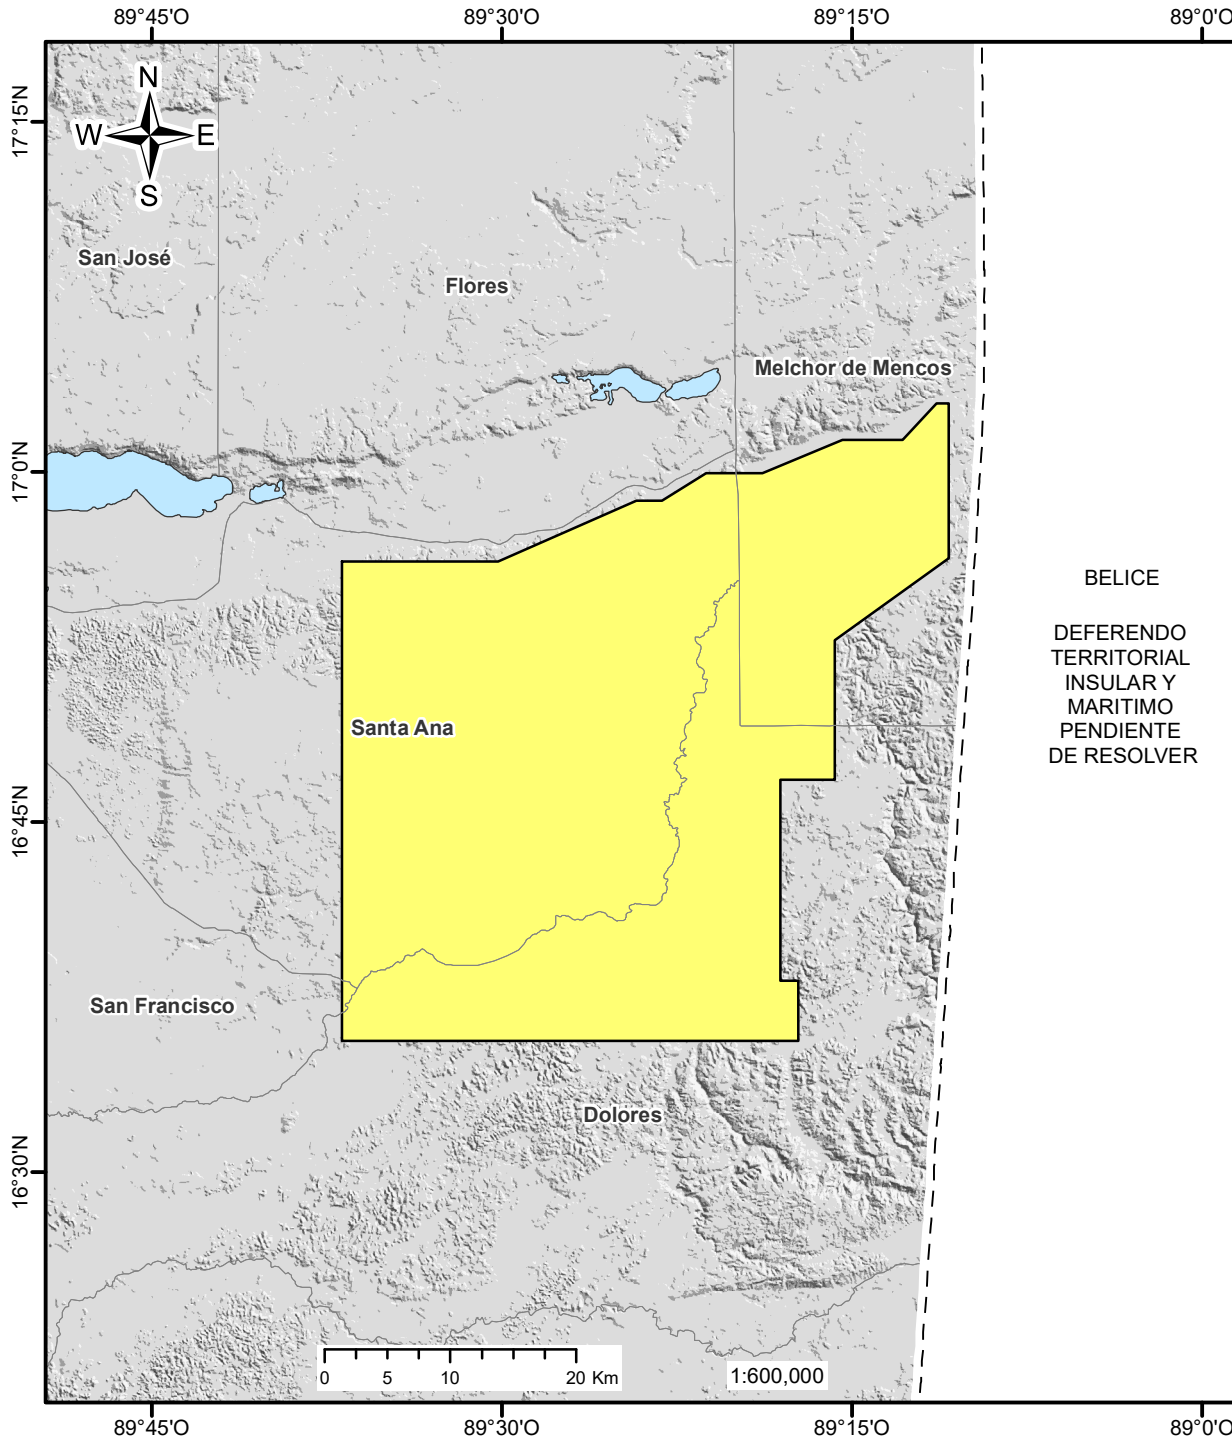 89°45'O 89°30'O 89°15'O 89°0'O
17°15'N
N
W E
S
San José
Flores
Melchor de Mencos
17°0'N
BELICE
DEFERENDO
TERRITORIAL
INSULAR Y
MARITIMO
PENDIENTE
DE RESOLVER
Santa Ana
16°45'N
San Francisco
Dolores
16°30'N
0 5 10 20 Km
1:600,000
89°45'O 89°30'O 89°15'O 89°0'O